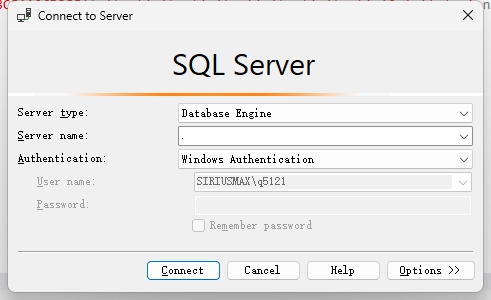 Connect to Server
SQL Server
Server type: Database Engine
Server name: .
Authentication: Windows Authentication
User name: SIRIUSMAX\q5121
Password:
Remember password
Connect Cancel Help Options >>